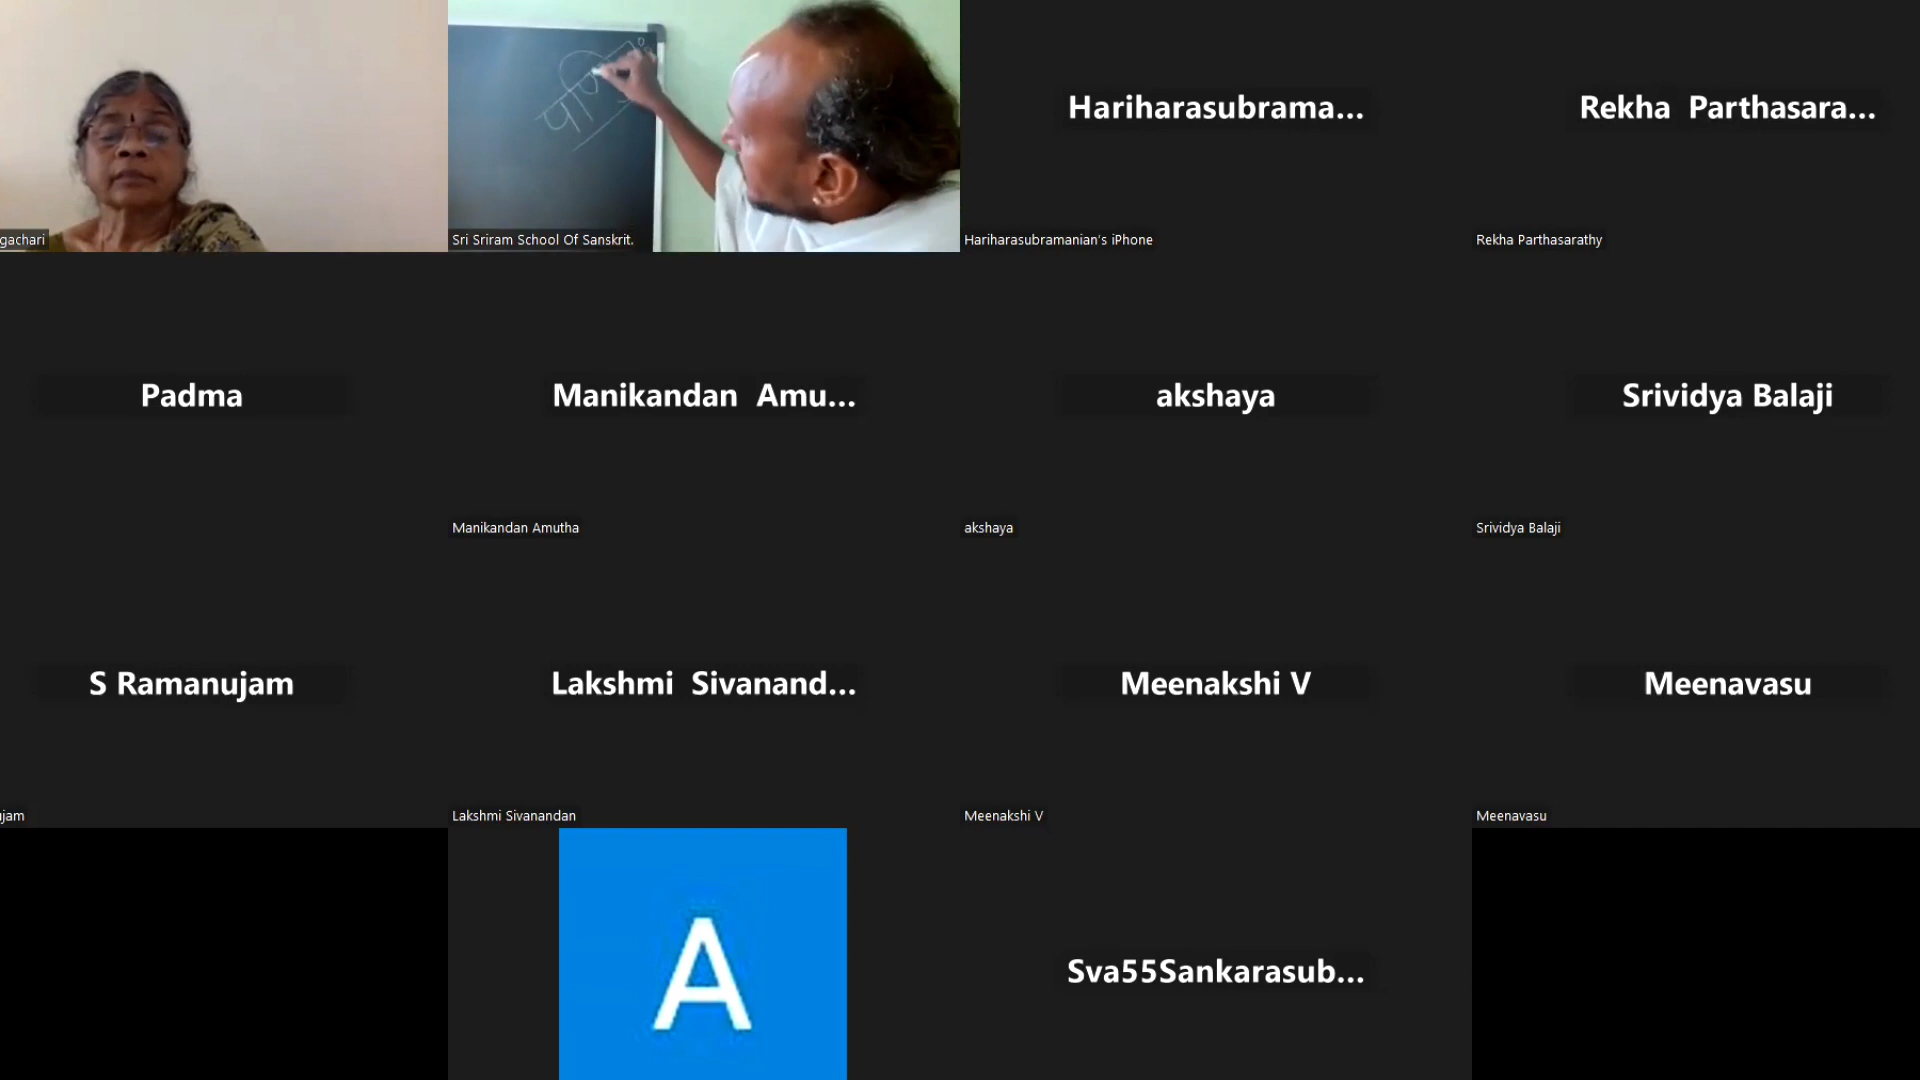 Hariharasubrama...
Rekha Parthasara...
gachari
Sri Sriram School Of Sanskrit.
Hariharasubramanian's iPhone
Rekha Parthasarathy
Padma
Manikandan Amu...
akshaya
Srividya Balaji
Manikandan Amutha
akshaya
Srividya Balaji
S Ramanujam
Lakshmi Sivanand...
Meenakshi V
Meenavasu
ujam
Lakshmi Sivanandan
Meenakshi V
Meenavasu
A
Sva55Sankarasub...